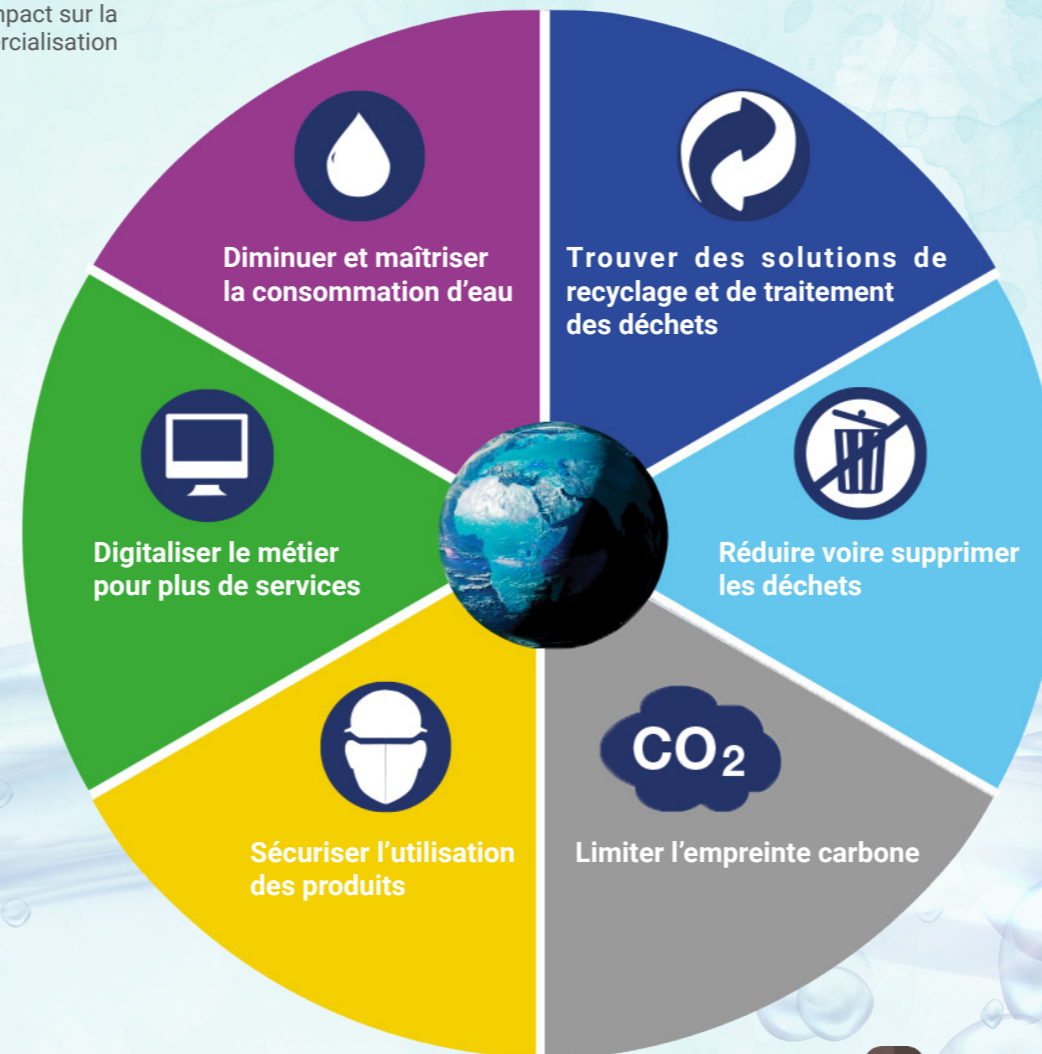 sur la
Diminuer et maîtriser
la consommation d’eau
Trouver des solutions de
recyclage et de traitement
des déchets
Digitaliser le métier
pour plus de services
Réduire voire supprimer
les déchets
CO₂
Sécuriser l’utilisation
des produits
Limiter l’empreinte carbone